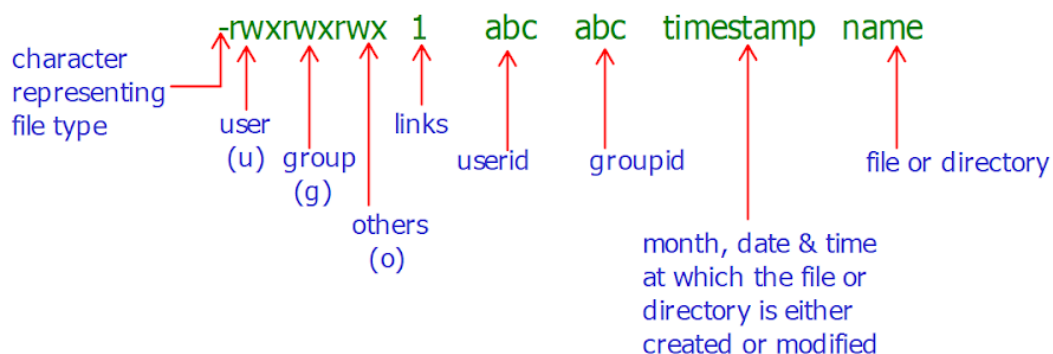 -rwxrwxrwx 1 abc abc timestamp name
character
representing
file type
user
(u)
group
(g)
others
(o)
links
userid
groupid
month, date & time
at which the file or
directory is either
created or modified
file or directory